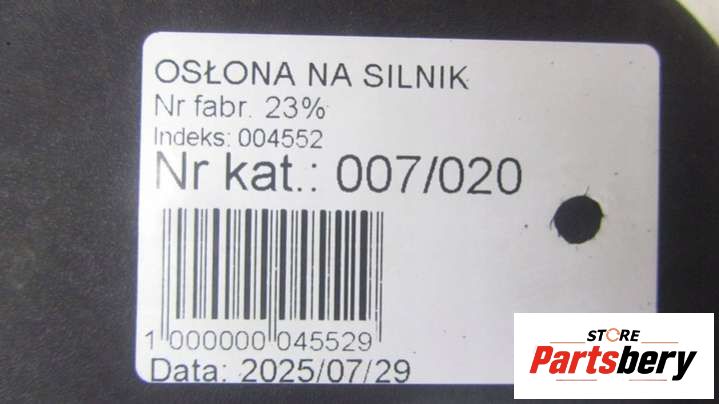 OSŁONA NA SILNIK
Nr fabr. 23%
Indeks: 004552
Nr kat.: 007/020
1 000000 045529
Data: 2025/07/29
STORE
Partsbery